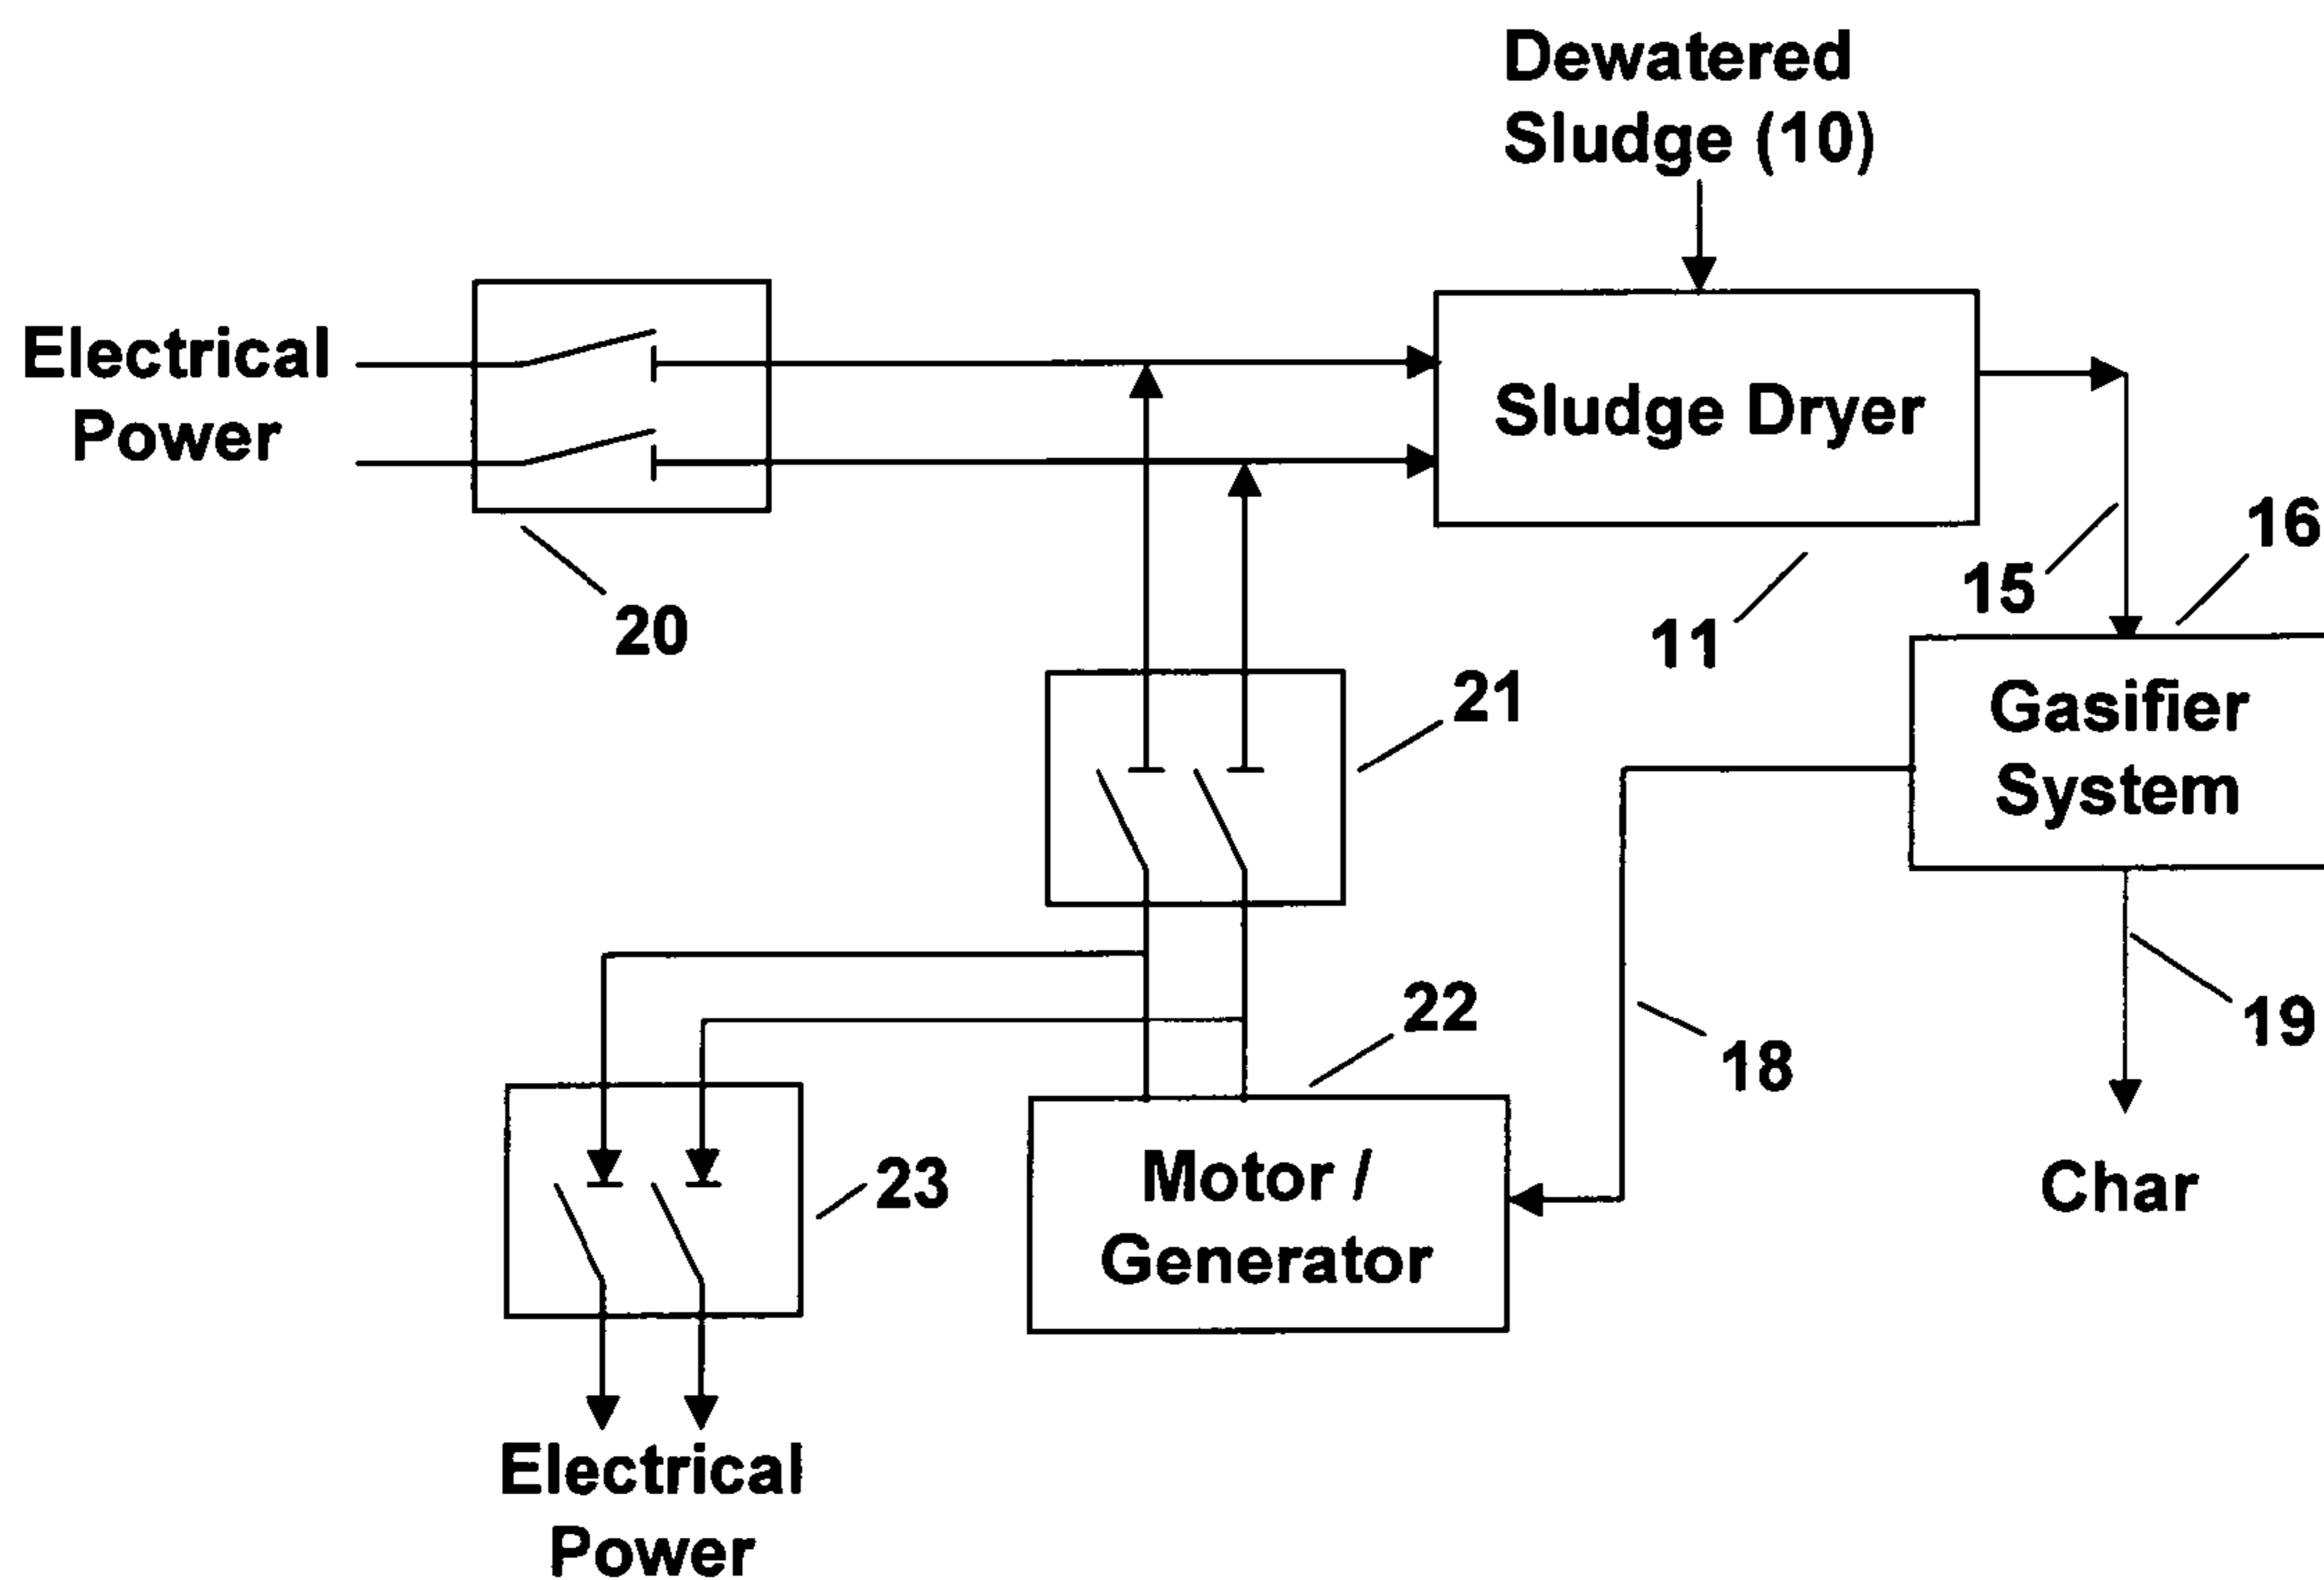 Dewatered
Sludge (10)
Electrical
Power
Sludge Dryer
20
11
15
16
21
Gasifier
System
22
18
19
23
Motor /
Generator
Char
Electrical
Power